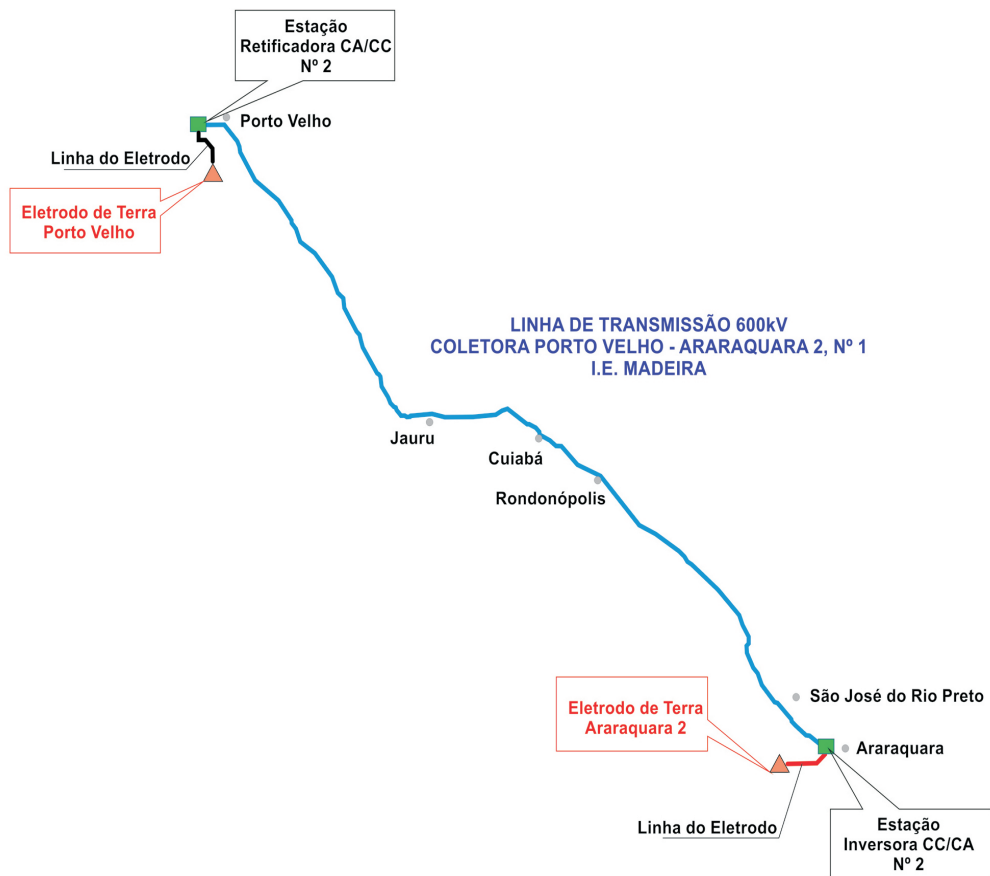 Estação
Retificadora CA/CC
Nº 2
Porto Velho
Linha do Eletrodo
Eletrodo de Terra
Porto Velho
LINHA DE TRANSMISSÃO 600kV
COLETORA PORTO VELHO - ARARAQUARA 2, Nº 1
I.E. MADEIRA
Jauru
Cuiabá
Rondonópolis
São José do Rio Preto
Eletrodo de Terra
Araraquara 2
Araraquara
Linha do Eletrodo
Estação
Inversora CC/CA
Nº 2